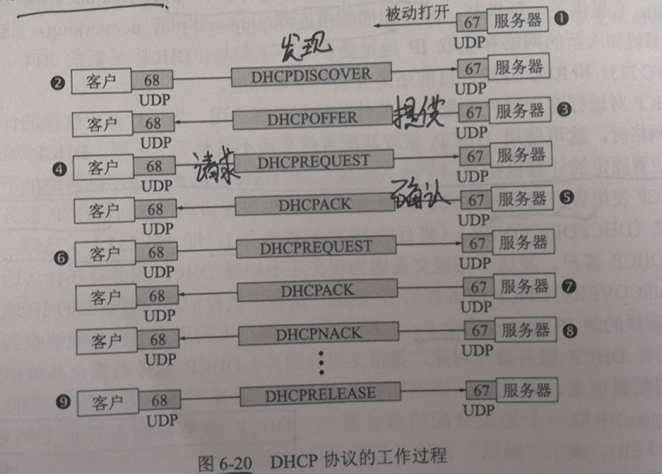 被动打开 67 服务器 ❶
UDP
发现
❷ 客户 68 DHCPDISCOVER 67 服务器
UDP UDP
客户 68 DHCPOFFER 提供 67 服务器 ❸
UDP UDP
❹ 客户 68 请求 DHCPREQUEST 67 服务器
UDP UDP
客户 68 DHCPACK 确认 67 服务器 ❺
UDP UDP
❻ 客户 68 DHCPREQUEST 67 服务器
UDP UDP
客户 68 DHCPACK 67 服务器 ❼
UDP UDP
客户 68 DHCPNACK 67 服务器 ❽
UDP UDP
❾ 客户 68 DHCPRELEASE 67 服务器
UDP UDP
图 6-20 DHCP 协议的工作过程